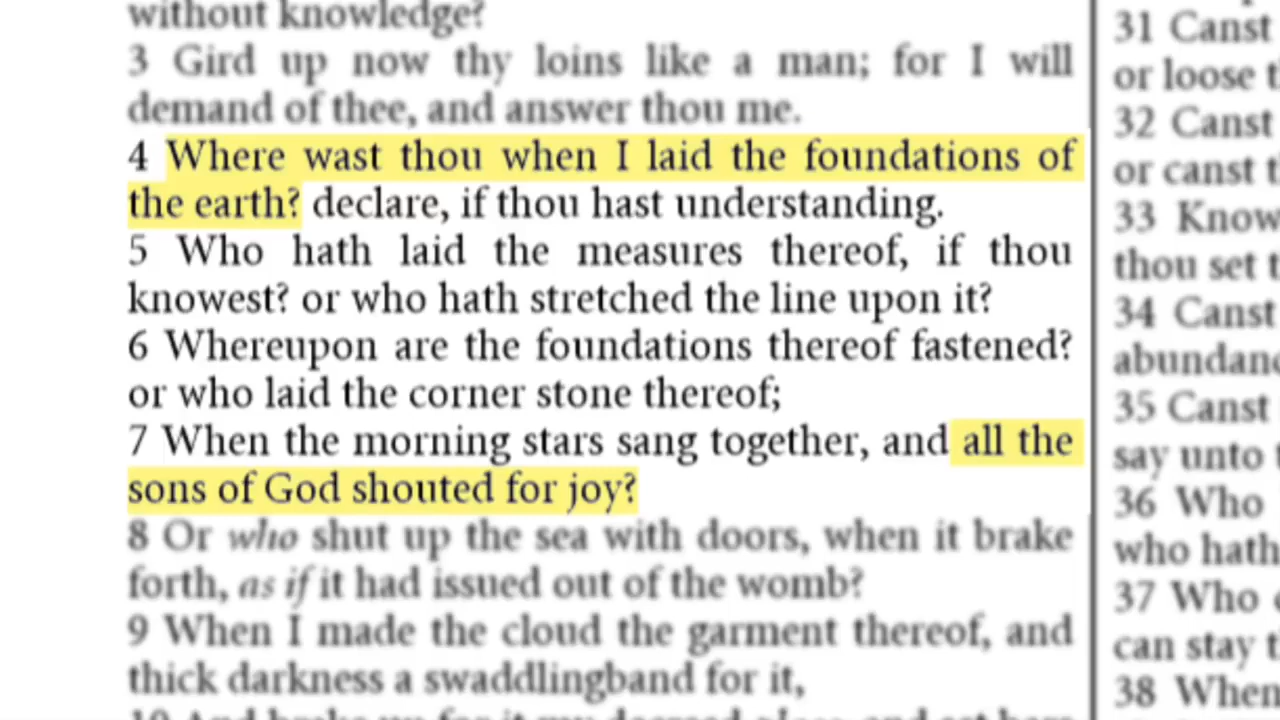 without knowledge?
3 Gird up now thy loins like a man; for I will
demand of thee, and answer thou me.
4 Where wast thou when I laid the foundations of
the earth? declare, if thou hast understanding.
5 Who hath laid the measures thereof, if thou
knowest? or who hath stretched the line upon it?
6 Whereupon are the foundations thereof fastened?
or who laid the corner stone thereof;
7 When the morning stars sang together, and all the
sons of God shouted for joy?
8 Or who shut up the sea with doors, when it brake
forth, as if it had issued out of the womb?
9 When I made the cloud the garment thereof, and
thick darkness a swaddlingband for it,
31 Canst
or loose
32 Canst
or canst
33 Know
thou set
34 Canst
35 Canst
say unto
36 Who
who hath
37 Who
can stay
38 When